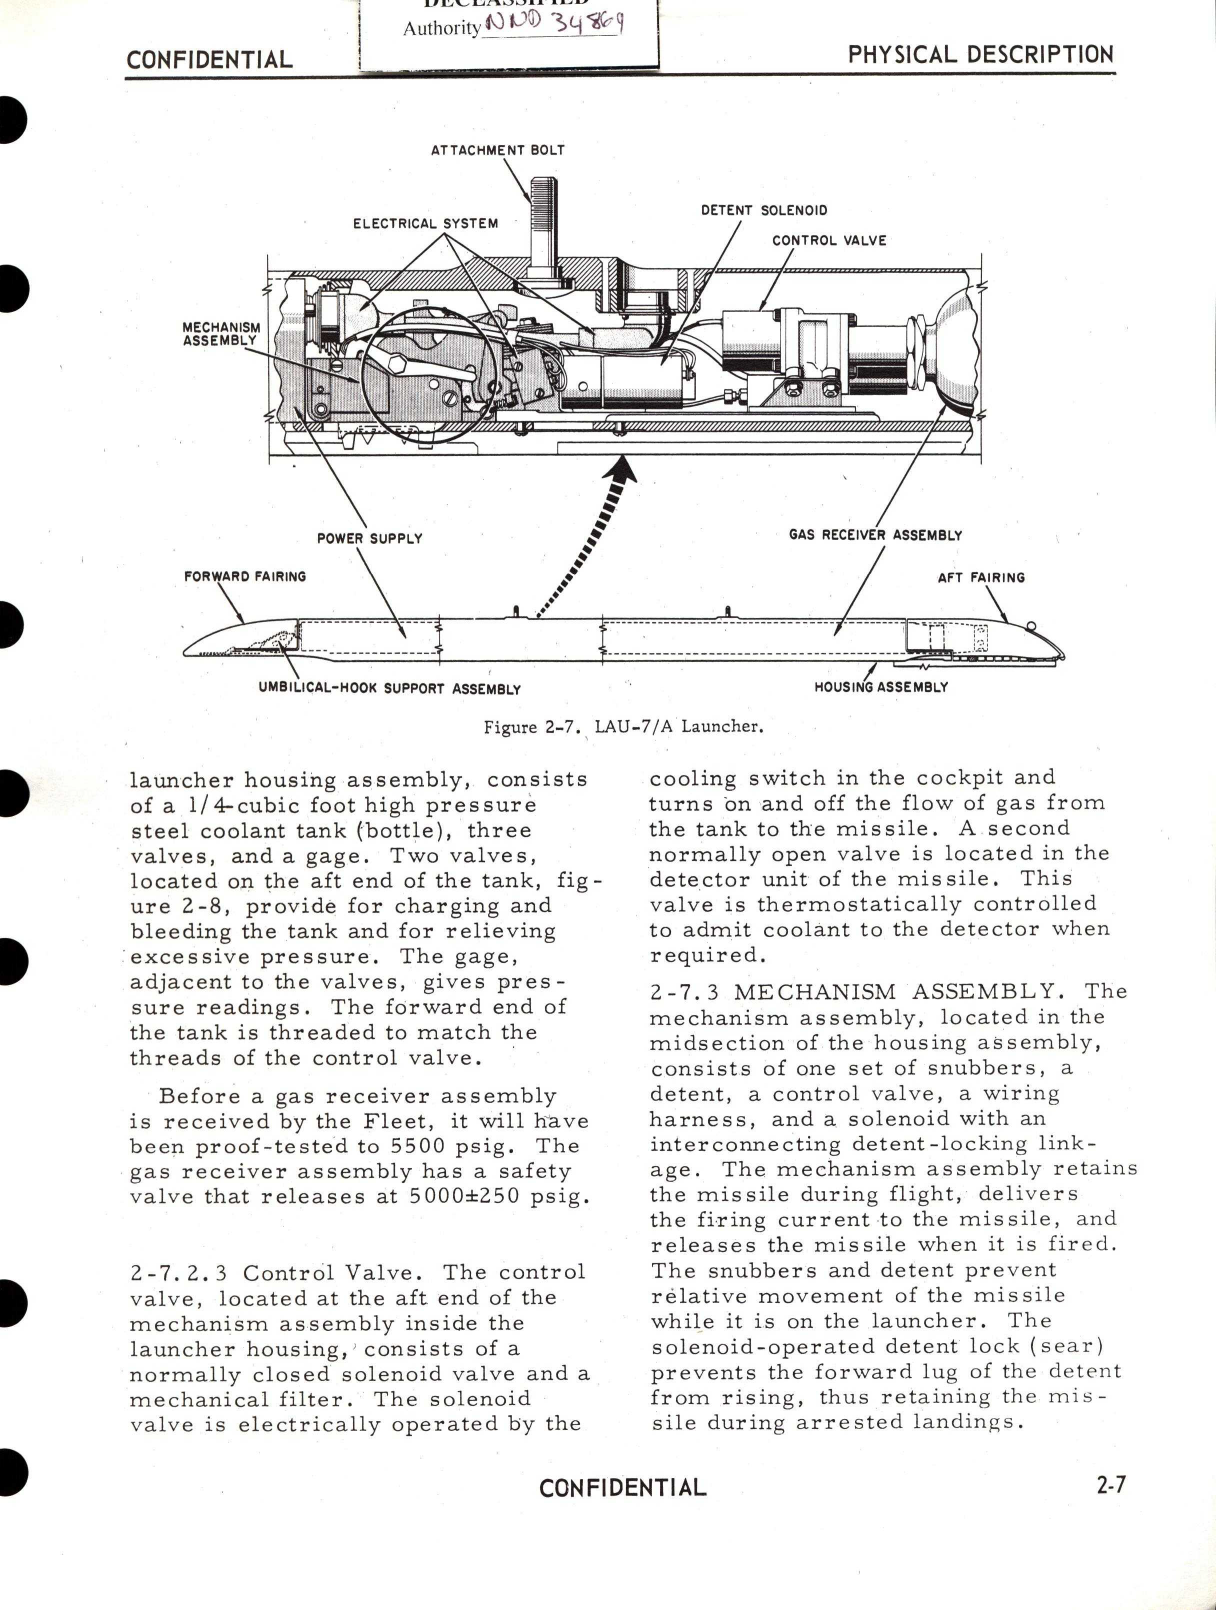 DECLASSIFIED
Authority NND 34869
CONFIDENTIAL
PHYSICAL DESCRIPTION
ATTACHMENT BOLT
ELECTRICAL SYSTEM
DETENT SOLENOID
CONTROL VALVE
MECHANISM
ASSEMBLY
POWER SUPPLY
GAS RECEIVER ASSEMBLY
FORWARD FAIRING
AFT FAIRING
UMBILICAL-HOOK SUPPORT ASSEMBLY
HOUSING ASSEMBLY
Figure 2-7. LAU-7/A Launcher.
launcher housing assembly, consists
of a 1/4-cubic foot high pressure
steel coolant tank (bottle), three
valves, and a gage. Two valves,
located on the aft end of the tank, fig-
ure 2-8, provide for charging and
bleeding the tank and for relieving
excessive pressure. The gage,
adjacent to the valves, gives pres-
sure readings. The forward end of
the tank is threaded to match the
threads of the control valve.
Before a gas receiver assembly
is received by the Fleet, it will have
been proof-tested to 5500 psig. The
gas receiver assembly has a safety
valve that releases at 5000±250 psig.
2-7.2.3 Control Valve. The control
valve, located at the aft end of the
mechanism assembly inside the
launcher housing, consists of a
normally closed solenoid valve and a
mechanical filter. The solenoid
valve is electrically operated by the
cooling switch in the cockpit and
turns on and off the flow of gas from
the tank to the missile. A second
normally open valve is located in the
detector unit of the missile. This
valve is thermostatically controlled
to admit coolant to the detector when
required.
2-7.3 MECHANISM ASSEMBLY. The
mechanism assembly, located in the
midsection of the housing assembly,
consists of one set of snubbers, a
detent, a control valve, a wiring
harness, and a solenoid with an
interconnecting detent-locking link-
age. The mechanism assembly retains
the missile during flight, delivers
the firing current to the missile, and
releases the missile when it is fired.
The snubbers and detent prevent
relative movement of the missile
while it is on the launcher. The
solenoid-operated detent lock (sear)
prevents the forward lug of the detent
from rising, thus retaining the mis-
sile during arrested landings.
CONFIDENTIAL
2-7